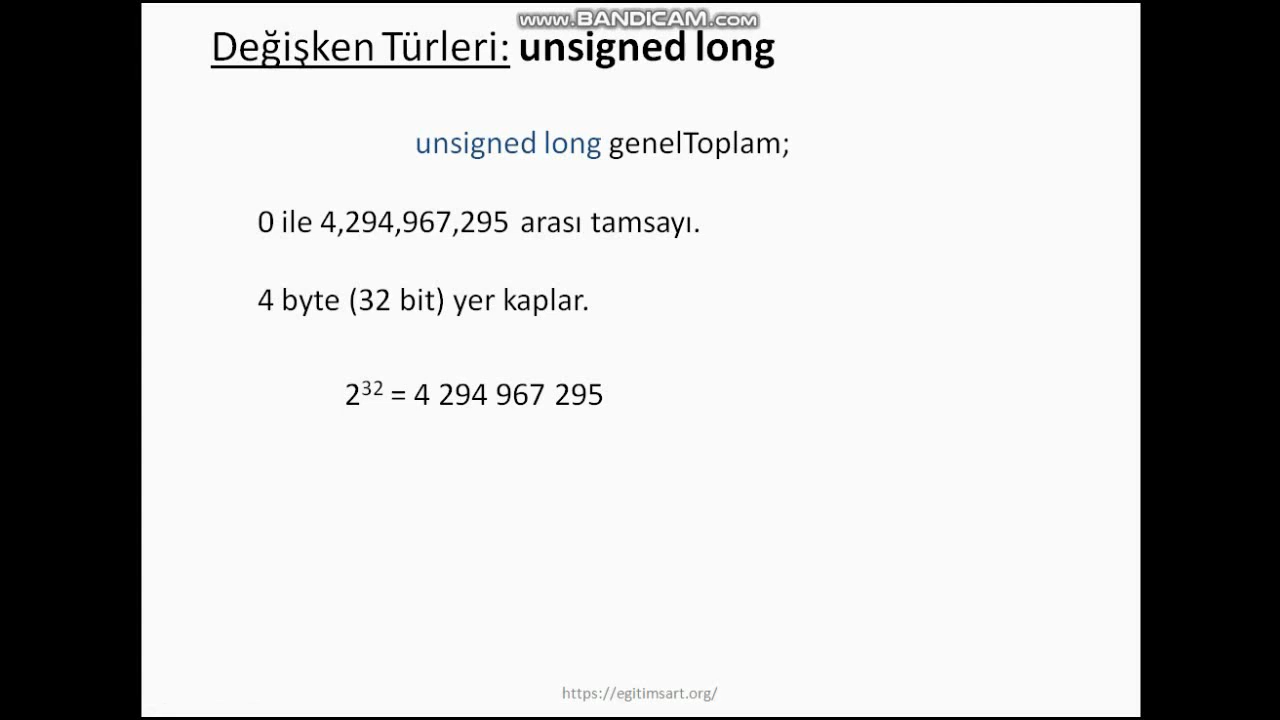 www.BANDICAM.com
Değişken Türleri: unsigned long
unsigned long genelToplam;
0 ile 4,294,967,295 arası tamsayı.
4 byte (32 bit) yer kaplar.
2³² = 4 294 967 295
https://egitimsart.org/